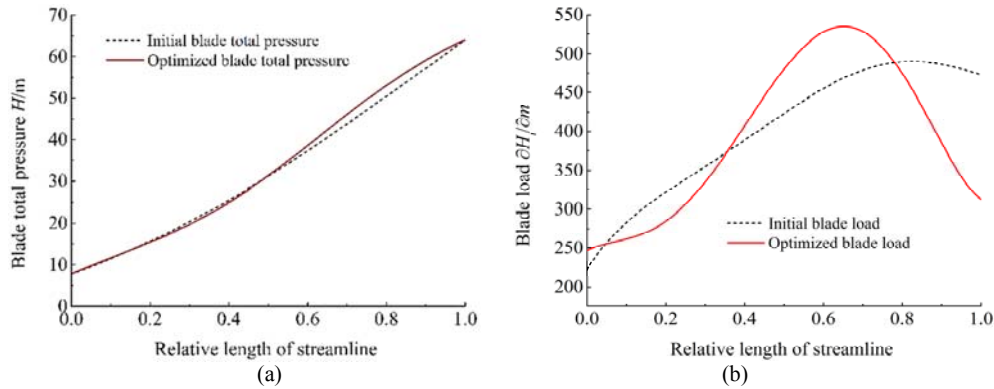 70
60
50
40
30
20
10
0
0.0 0.2 0.4 0.6 0.8 1.0
Blade total pressure H/m
Relative length of streamline
Initial blade total pressure
Optimized blade total pressure
(a)
550
500
450
400
350
300
250
200
0.0 0.2 0.4 0.6 0.8 1.0
Blade load ∂H_t/∂m
Relative length of streamline
Initial blade load
Optimized blade load
(b)